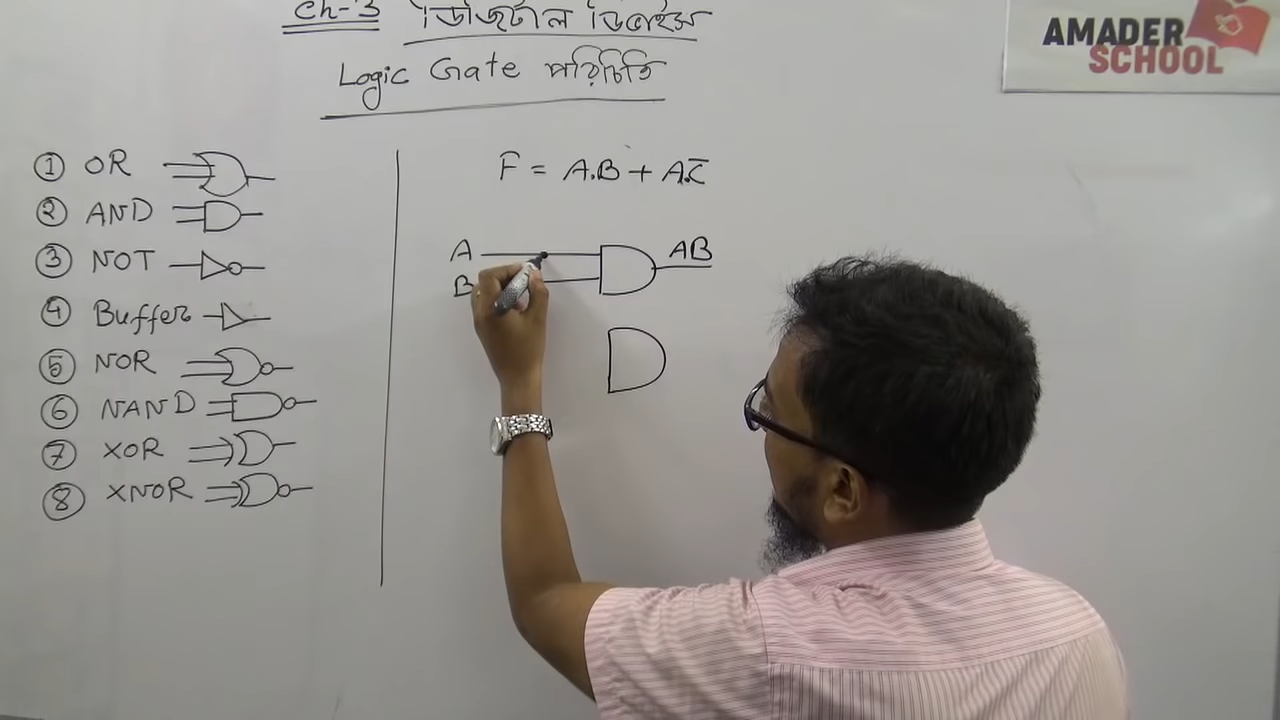 Ch-3 ডিজিটাল ডিভাইস
Logic Gate পরিচিতি
AMADER
SCHOOL
① OR
② AND
③ NOT
④ Buffer
⑤ NOR
⑥ NAND
⑦ XOR
⑧ XNOR
F = A.B + A.C̅
A
AB
B